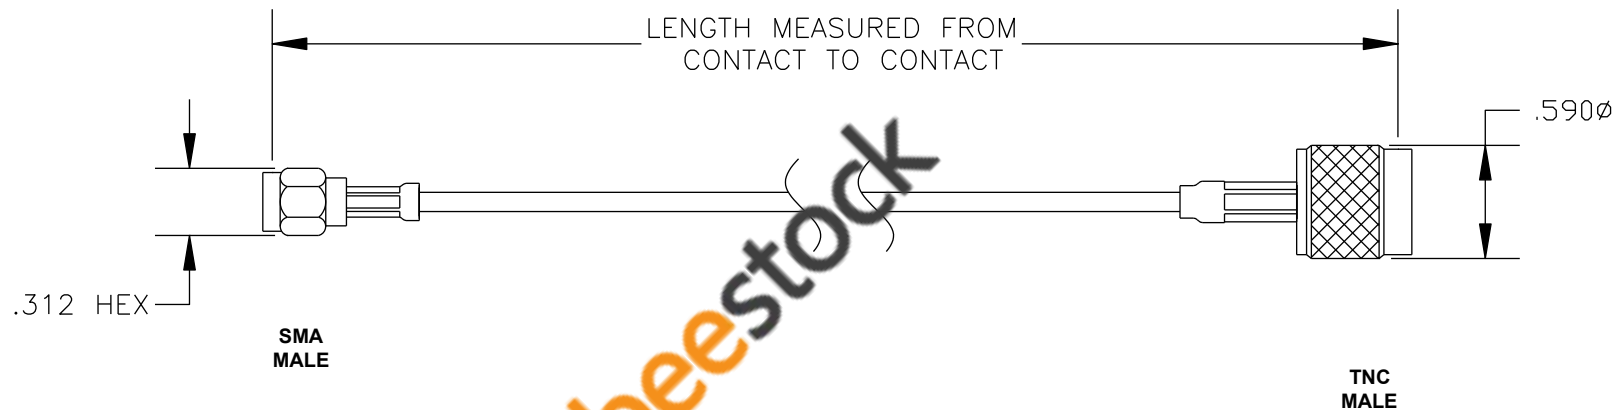 LENGTH MEASURED FROM
CONTACT TO CONTACT
.590ø
.312 HEX
SMA
MALE
TNC
MALE
beestock